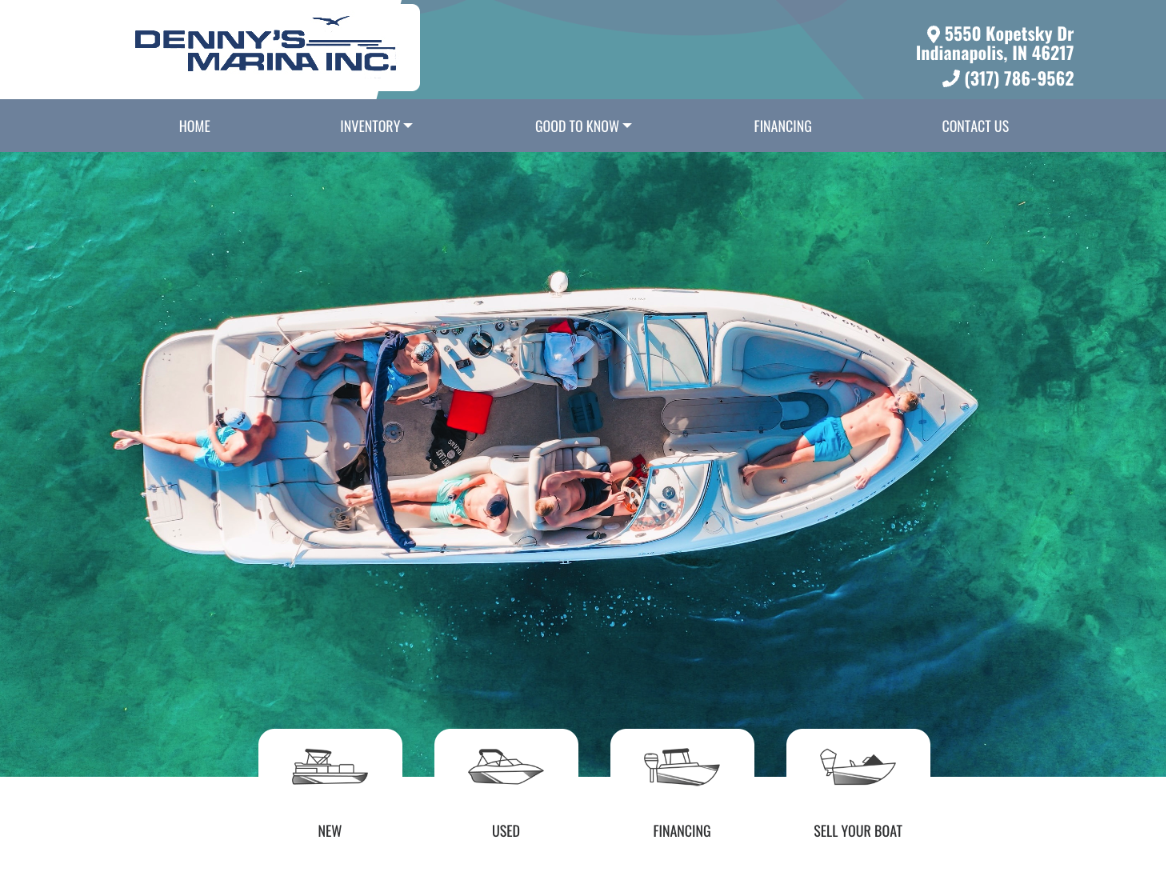 DENNY'S
MARINA INC.
5550 Kopetsky Dr
Indianapolis, IN 46217
(317) 786-9562
HOME
INVENTORY
GOOD TO KNOW
FINANCING
CONTACT US
NEW
USED
FINANCING
SELL YOUR BOAT